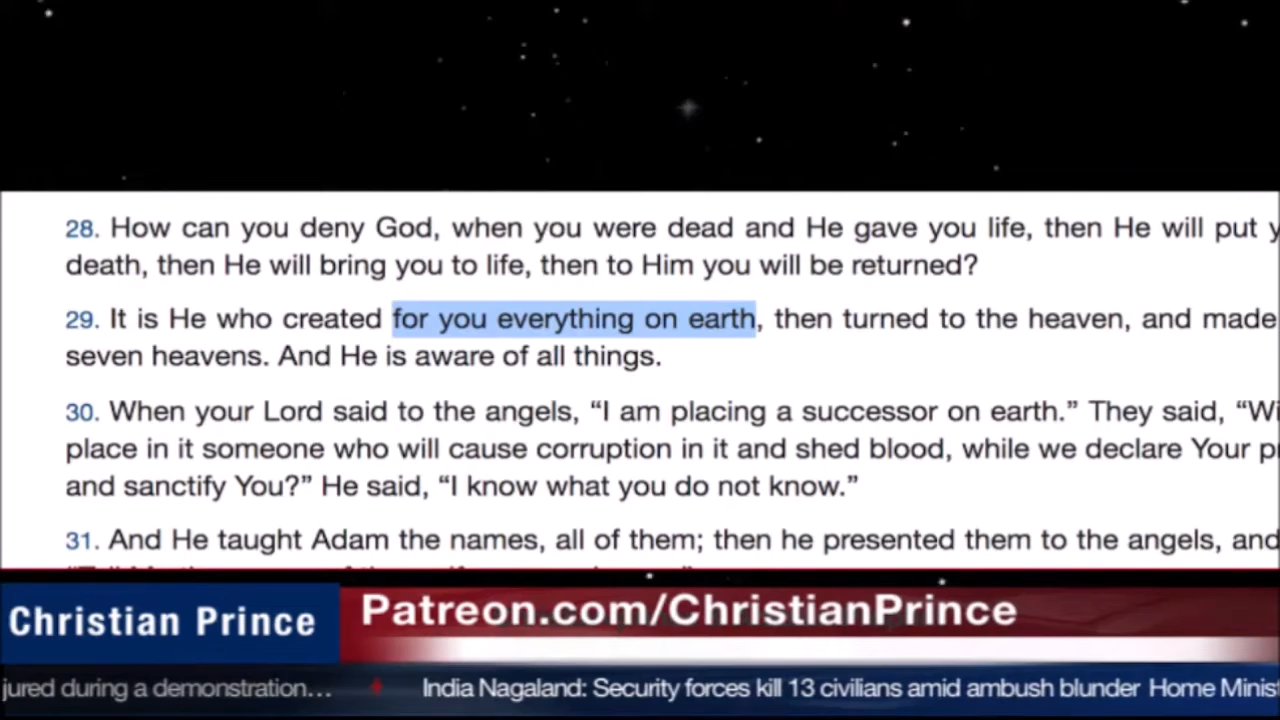 28. How can you deny God, when you were dead and He gave you life, then He will put
death, then He will bring you to life, then to Him you will be returned?
29. It is He who created for you everything on earth, then turned to the heaven, and made
seven heavens. And He is aware of all things.
30. When your Lord said to the angels, “I am placing a successor on earth.” They said,
place in it someone who will cause corruption in it and shed blood, while we declare Your
and sanctify You?” He said, “I know what you do not know.”
31. And He taught Adam the names, all of them; then he presented them to the angels, and
Christian Prince
Patreon.com/ChristianPrince
jured during a demonstration... India Nagaland: Security forces kill 13 civilians amid ambush blunder Home